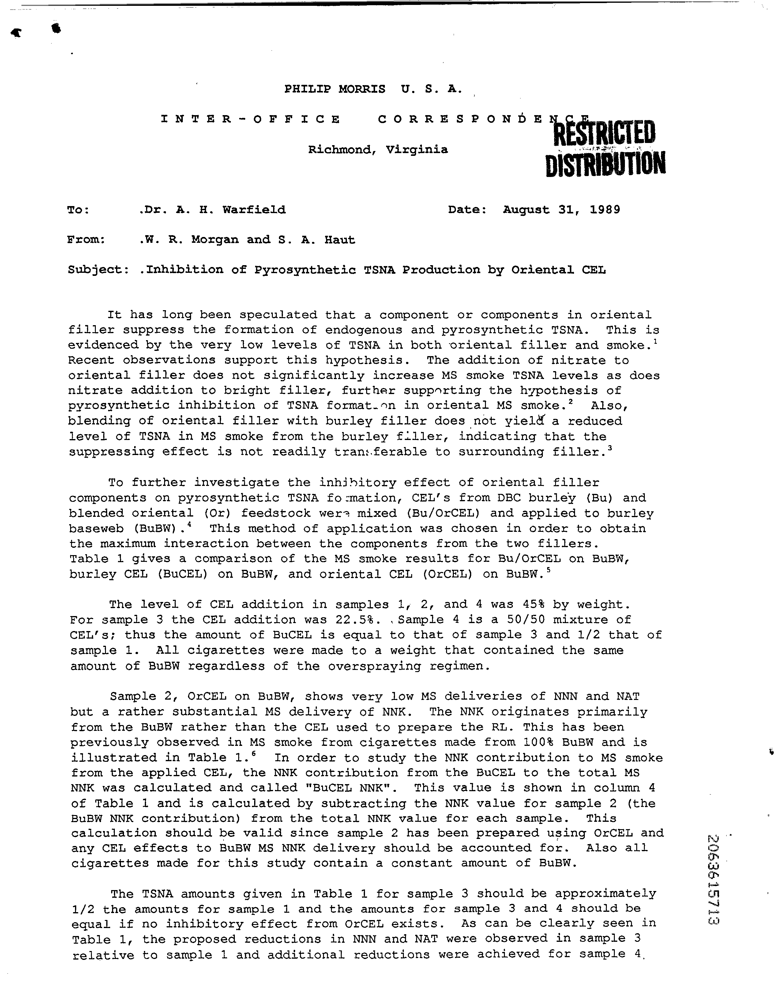 PHILIP MORRIS U. S. A.
INTER-OFFICE CORRESPONDENCE
RESTRICTED
DISTRIBUTION
Richmond, Virginia
To: .Dr. A. H. Warfield Date: August 31, 1989
From: .W. R. Morgan and S. A. Haut
Subject: .Inhibition of Pyrosynthetic TSNA Production by Oriental CEL
It has long been speculated that a component or components in oriental
filler suppress the formation of endogenous and pyrosynthetic TSNA. This is
evidenced by the very low levels of TSNA in both oriental filler and smoke.1
Recent observations support this hypothesis. The addition of nitrate to
oriental filler does not significantly increase MS smoke TSNA levels as does
nitrate addition to bright filler, further supporting the hypothesis of
pyrosynthetic inhibition of TSNA formation in oriental MS smoke.2 Also,
blending of oriental filler with burley filler does not yield a reduced
level of TSNA in MS smoke from the burley filler, indicating that the
suppressing effect is not readily transferable to surrounding filler.3
To further investigate the inhibitory effect of oriental filler
components on pyrosynthetic TSNA formation, CEL's from DBC burley (Bu) and
blended oriental (Or) feedstock were mixed (Bu/OrCEL) and applied to burley
baseweb (BuBW).4 This method of application was chosen in order to obtain
the maximum interaction between the components from the two fillers.
Table 1 gives a comparison of the MS smoke results for Bu/OrCEL on BuBW,
burley CEL (BuCEL) on BuBW, and oriental CEL (OrCEL) on BuBW.5
The level of CEL addition in samples 1, 2, and 4 was 45% by weight.
For sample 3 the CEL addition was 22.5%. Sample 4 is a 50/50 mixture of
CEL's; thus the amount of BuCEL is equal to that of sample 3 and 1/2 that of
sample 1. All cigarettes were made to a weight that contained the same
amount of BuBW regardless of the overspraying regimen.
Sample 2, OrCEL on BuBW, shows very low MS deliveries of NNN and NAT
but a rather substantial MS delivery of NNK. The NNK originates primarily
from the BuBW rather than the CEL used to prepare the RL. This has been
previously observed in MS smoke from cigarettes made from 100% BuBW and is
illustrated in Table 1.6 In order to study the NNK contribution to MS smoke
from the applied CEL, the NNK contribution from the BuCEL to the total MS
NNK was calculated and called "BuCEL NNK". This value is shown in column 4
of Table 1 and is calculated by subtracting the NNK value for sample 2 (the
BuBW NNK contribution) from the total NNK value for each sample. This
calculation should be valid since sample 2 has been prepared using OrCEL and
any CEL effects to BuBW MS NNK delivery should be accounted for. Also all
cigarettes made for this study contain a constant amount of BuBW.
The TSNA amounts given in Table 1 for sample 3 should be approximately
1/2 the amounts for sample 1 and the amounts for sample 3 and 4 should be
equal if no inhibitory effect from OrCEL exists. As can be clearly seen in
Table 1, the proposed reductions in NNN and NAT were observed in sample 3
relative to sample 1 and additional reductions were achieved for sample 4.
2063615713